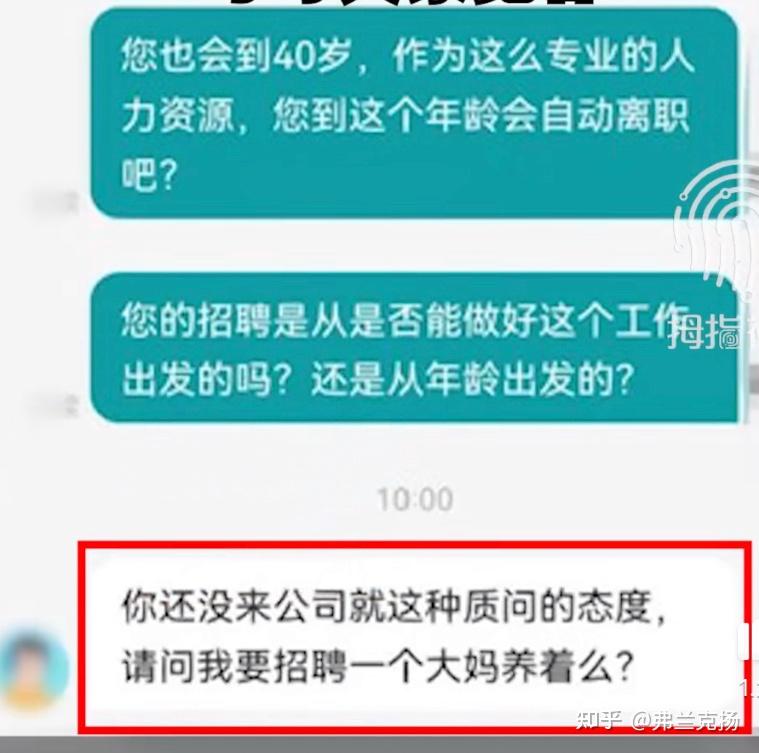 您也会到40岁，作为这么专业的人
力资源，您到这个年龄会自动离职
吧？
您的招聘是从是否能做好这个工作
出发的吗？还是从年龄出发的？
拇指
10:00
你还没来公司就这种质问的态度，
请问我要招聘一个大妈养着么？
知乎 @弗兰克扬